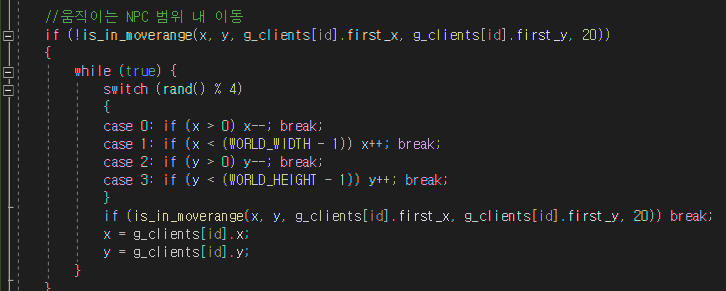 //움직이는 NPC 범위 내 이동
if (!is_in_moverange(x, y, g_clients[id].first_x, g_clients[id].first_y, 20))
{
while (true) {
switch (rand() % 4)
{
case 0: if (x > 0) x--; break;
case 1: if (x < (WORLD_WIDTH - 1)) x++; break;
case 2: if (y > 0) y--; break;
case 3: if (y < (WORLD_HEIGHT - 1)) y++; break;
}
if (is_in_moverange(x, y, g_clients[id].first_x, g_clients[id].first_y, 20)) break;
x = g_clients[id].x;
y = g_clients[id].y;
}
}